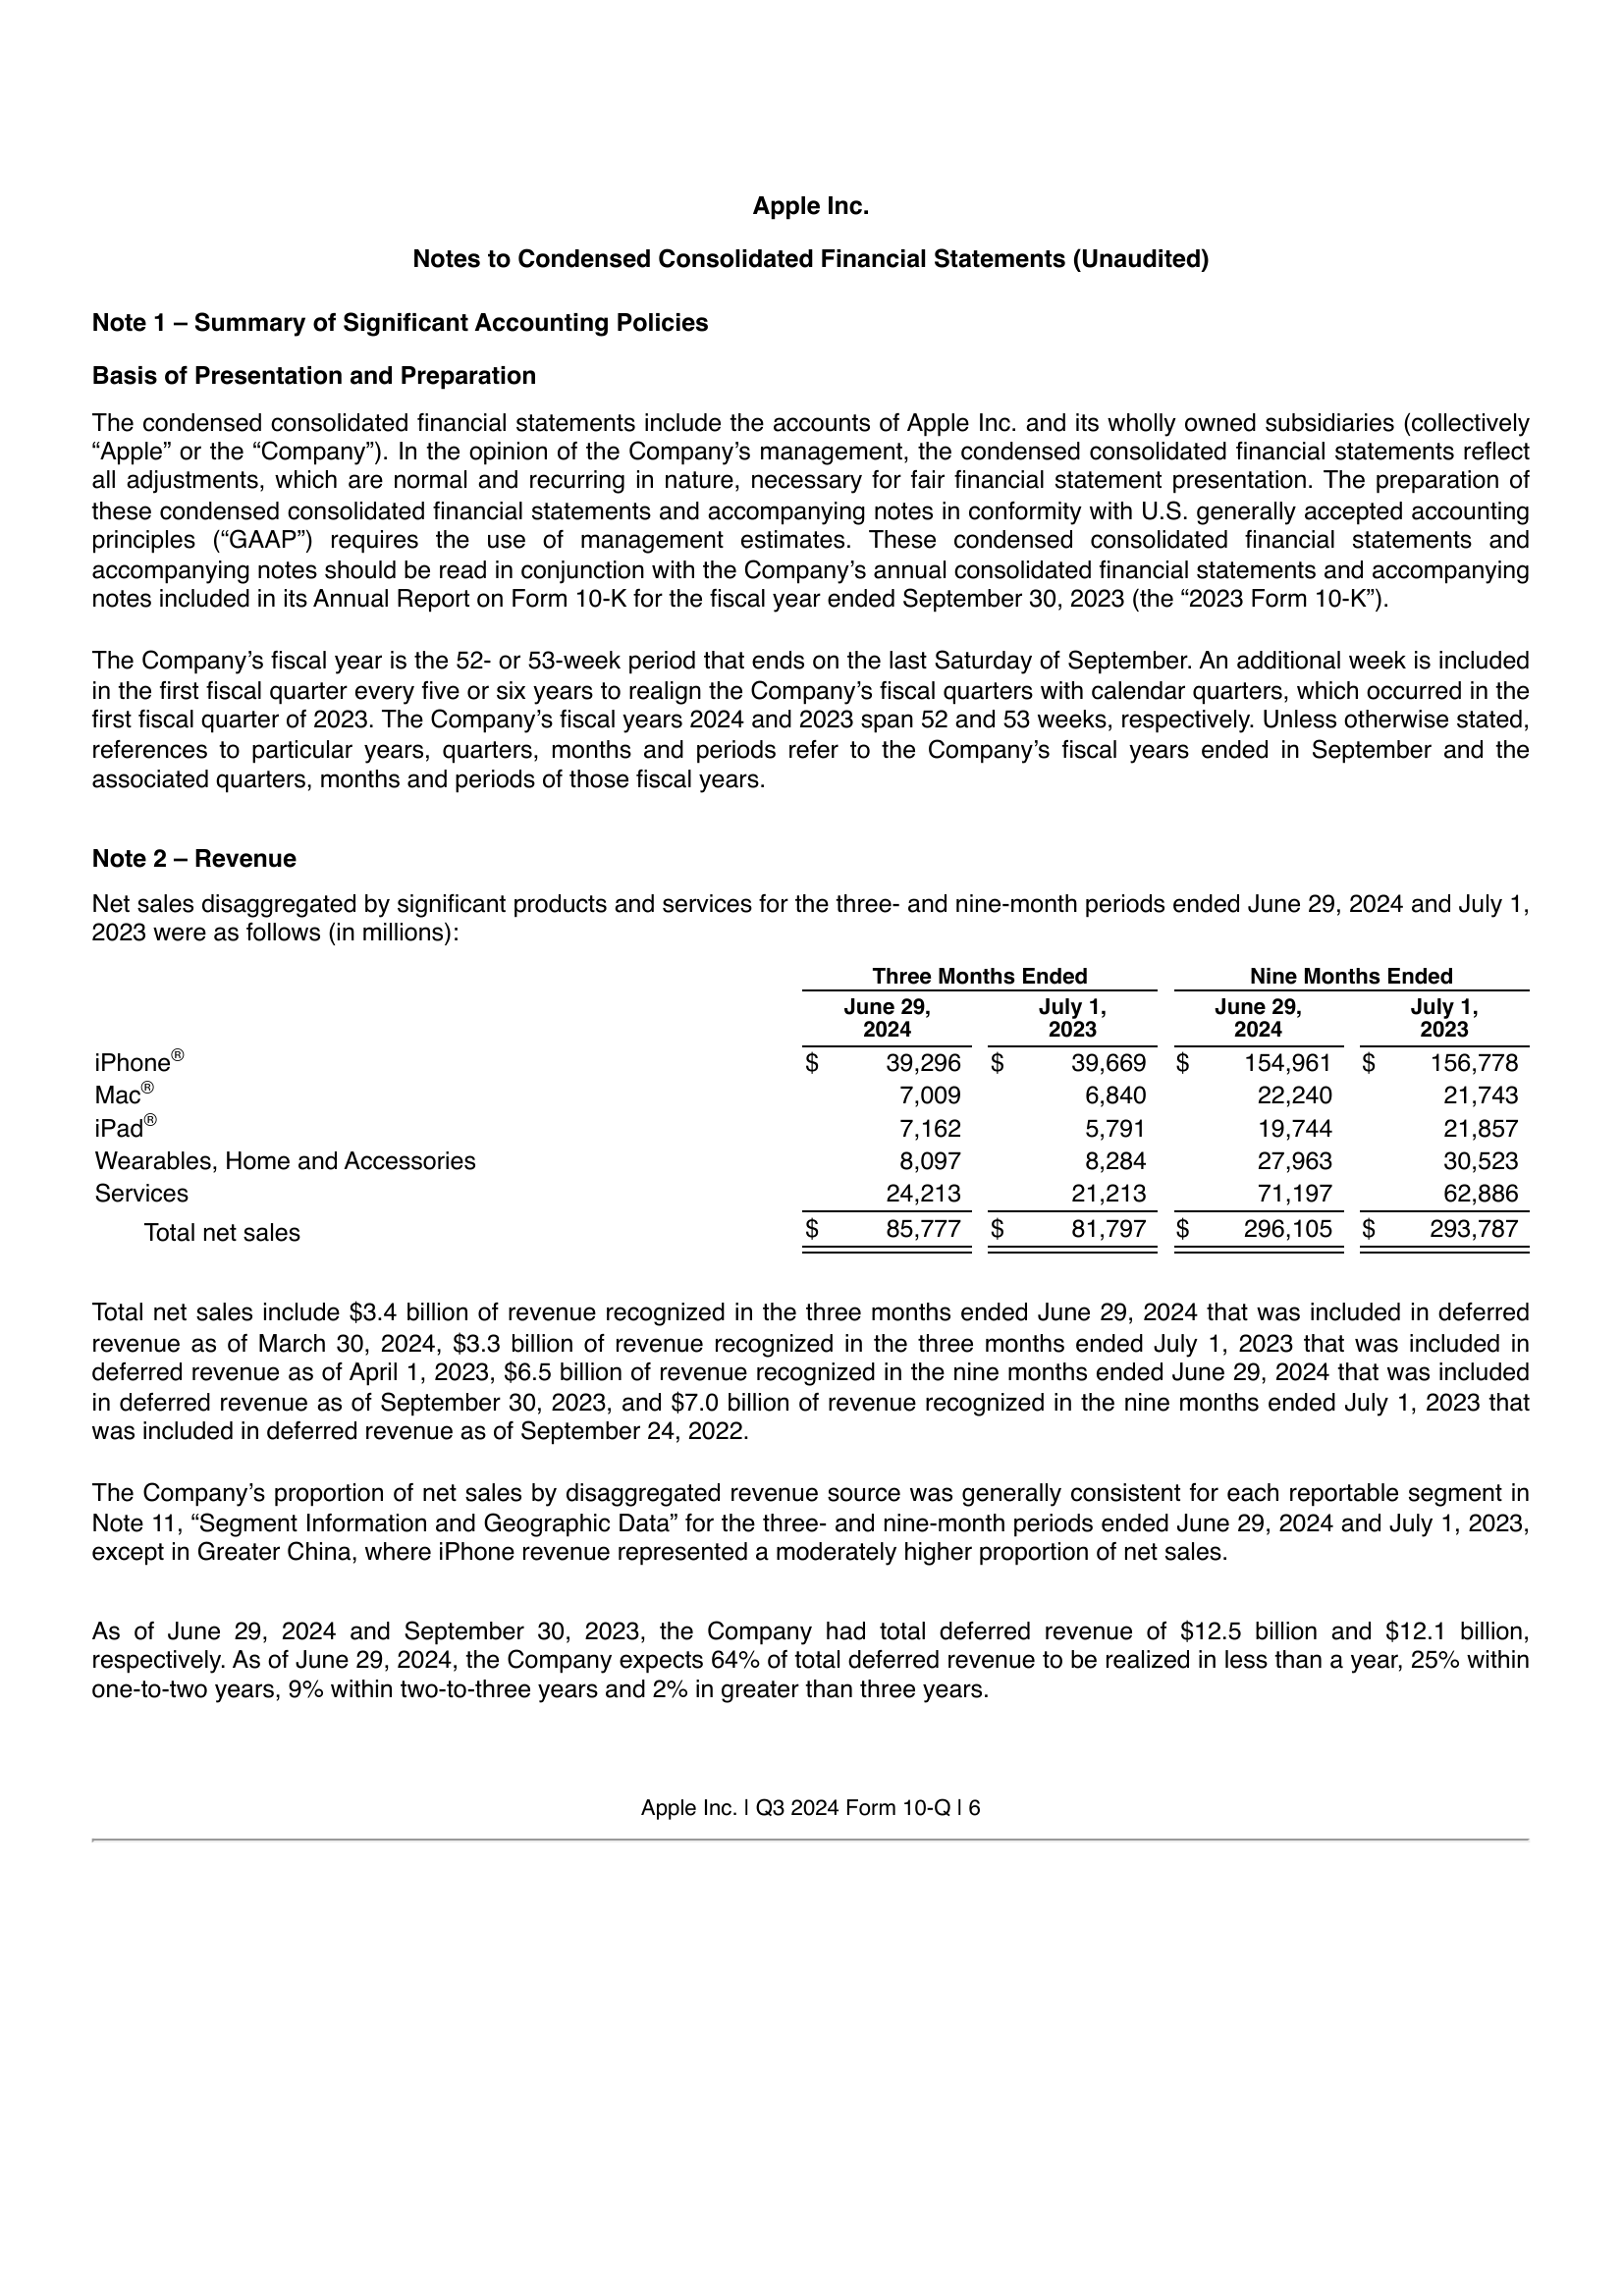 Apple Inc.
Notes to Condensed Consolidated Financial Statements (Unaudited)
Note 1 – Summary of Significant Accounting Policies
Basis of Presentation and Preparation
The condensed consolidated financial statements include the accounts of Apple Inc. and its wholly owned subsidiaries (collectively
“Apple” or the “Company”). In the opinion of the Company’s management, the condensed consolidated financial statements reflect
all adjustments, which are normal and recurring in nature, necessary for fair financial statement presentation. The preparation of
these condensed consolidated financial statements and accompanying notes in conformity with U.S. generally accepted accounting
principles (“GAAP”) requires the use of management estimates. These condensed consolidated financial statements and
accompanying notes should be read in conjunction with the Company’s annual consolidated financial statements and accompanying
notes included in its Annual Report on Form 10-K for the fiscal year ended September 30, 2023 (the “2023 Form 10-K”).
The Company’s fiscal year is the 52- or 53-week period that ends on the last Saturday of September. An additional week is included
in the first fiscal quarter every five or six years to realign the Company’s fiscal quarters with calendar quarters, which occurred in the
first fiscal quarter of 2023. The Company’s fiscal years 2024 and 2023 span 52 and 53 weeks, respectively. Unless otherwise stated,
references to particular years, quarters, months and periods refer to the Company’s fiscal years ended in September and the
associated quarters, months and periods of those fiscal years.
Note 2 – Revenue
Net sales disaggregated by significant products and services for the three- and nine-month periods ended June 29, 2024 and July 1,
2023 were as follows (in millions):
Three Months Ended Nine Months Ended
June 29, July 1, June 29, July 1,
2024 2023 2024 2023
iPhone® $ 39,296 $ 39,669 $ 154,961 $ 156,778
Mac® 7,009 6,840 22,240 21,743
iPad® 7,162 5,791 19,744 21,857
Wearables, Home and Accessories 8,097 8,284 27,963 30,523
Services 24,213 21,213 71,197 62,886
Total net sales $ 85,777 $ 81,797 $ 296,105 $ 293,787
Total net sales include $3.4 billion of revenue recognized in the three months ended June 29, 2024 that was included in deferred
revenue as of March 30, 2024, $3.3 billion of revenue recognized in the three months ended July 1, 2023 that was included in
deferred revenue as of April 1, 2023, $6.5 billion of revenue recognized in the nine months ended June 29, 2024 that was included
in deferred revenue as of September 30, 2023, and $7.0 billion of revenue recognized in the nine months ended July 1, 2023 that
was included in deferred revenue as of September 24, 2022.
The Company’s proportion of net sales by disaggregated revenue source was generally consistent for each reportable segment in
Note 11, “Segment Information and Geographic Data” for the three- and nine-month periods ended June 29, 2024 and July 1, 2023,
except in Greater China, where iPhone revenue represented a moderately higher proportion of net sales.
As of June 29, 2024 and September 30, 2023, the Company had total deferred revenue of $12.5 billion and $12.1 billion,
respectively. As of June 29, 2024, the Company expects 64% of total deferred revenue to be realized in less than a year, 25% within
one-to-two years, 9% within two-to-three years and 2% in greater than three years.
Apple Inc. | Q3 2024 Form 10-Q | 6